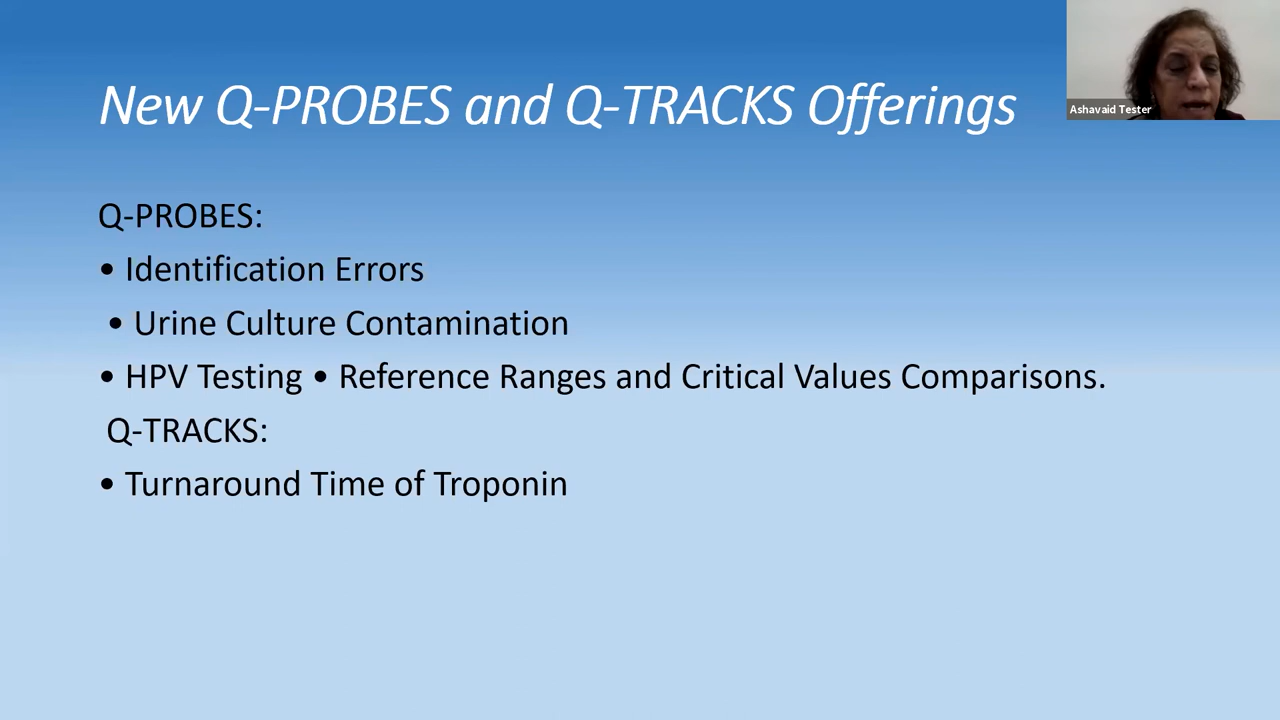 New Q-PROBES and Q-TRACKS Offerings
Ashavaid Tester
Q-PROBES:
• Identification Errors
• Urine Culture Contamination
• HPV Testing • Reference Ranges and Critical Values Comparisons.
Q-TRACKS:
• Turnaround Time of Troponin